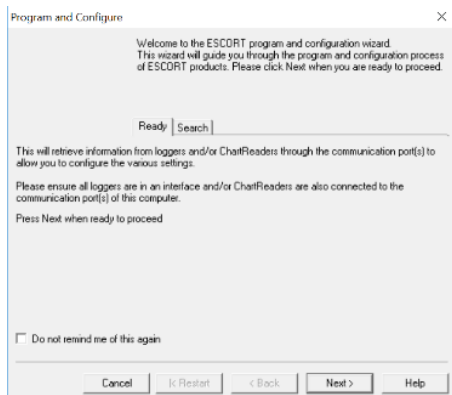 Program and Configure
Welcome to the ESCORT program and configuration wizard.
This wizard will guide you through the program and configuration process
of ESCORT products. Please click Next when you are ready to proceed.
Ready Search
This will retrieve information from loggers and/or ChartReaders through the communication port(s) to
allow you to configure the various settings.
Please ensure all loggers are in an interface and/or ChartReaders are also connected to the
communication port(s) of this computer.
Press Next when ready to proceed
Do not remind me of this again
Cancel |< Restart < Back Next > Help